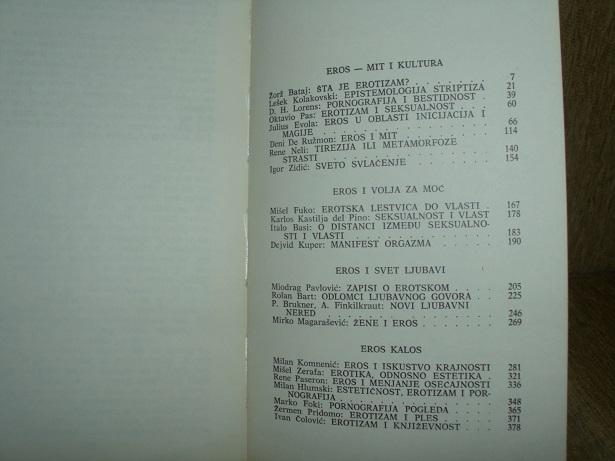 EROS — MIT I KULTURA
Žorž Bataj: ŠTA JE EROTIZAM? . . . . . . . 7
Lešek Kolakovski: EPISTEMOLOGIJA STRIPTIZA 21
D. H. Lorens: PORNOGRAFIJA I BESTIDNOST . 39
Oktavio Pas: EROTIZAM I SEKSUALNOST . . . 60
Julius Evola: EROS U OBLASTI INICIJACIJA I
MAGIJE . . . . . . . . . . . . 66
Deni De Ružmon: EROS I MIT . . . . . . . 114
Rene Neli: TIREZIJA ILI METAMORFOZE
STRASTI . . . . . . . . . . . . 140
Igor Zidić: SVETO SVLAČENJE . . . . . . . 154
EROS I VOLJA ZA MOĆ
Mišel Fuko: EROTSKA LESTVICA DO VLASTI . 167
Karlos Kastilja del Pino: SEKSUALNOST I VLAST 178
Italo Basi: O DISTANCI IZMEĐU SEKSUALNO-
STI I VLASTI . . . . . . . . . . 183
Dejvid Kuper: MANIFEST ORGAZMA . . . . 190
EROS I SVET LJUBAVI
Miodrag Pavlović: ZAPISI O EROTSKOM . . . 205
Rolan Bart: ODLOMCI LJUBAVNOG GOVORA . . 225
P. Brukner, A. Finkilkraut: NOVI LJUBAVNI
NERED . . . . . . . . . . . . 246
Mirko Magarašević: ŽENE I EROS . . . . . . 269
EROS KALOS
Milan Komnenić: EROS I ISKUSTVO KRAJNOSTI 281
Mišel Zerafa: EROTIKA, ODNOSNO ESTETIKA . 321
Rene Paseron: EROS I MENJANJE OSEĆAJNOSTI 336
Milan Hlumski: ESTETIČNOST, EROTIZAM I POR-
NOGRAFIJA . . . . . . . . . . . 348
Marko Foki: PORNOGRAFIJA POGLEDA . . . . 365
Žermen Pridomo: EROTIZAM I PLES . . . . . 371
Ivan Čolović: EROTIZAM I KNJIŽEVNOST . . . 378